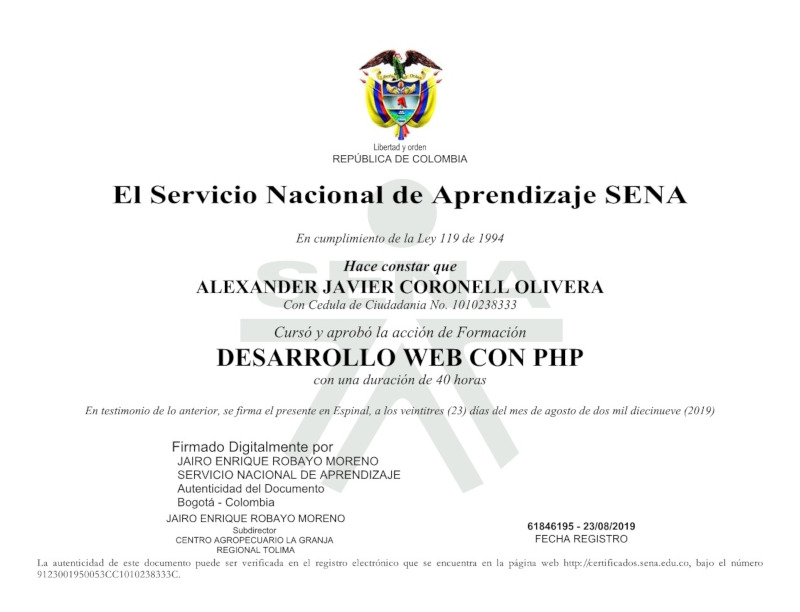 Libertad y orden
REPÚBLICA DE COLOMBIA
El Servicio Nacional de Aprendizaje SENA
En cumplimiento de la Ley 119 de 1994
SENA
Hace constar que
ALEXANDER JAVIER CORONELL OLIVERA
Con Cedula de Ciudadania No. 1010238333
Cursó y aprobó la acción de Formación
DESARROLLO WEB CON PHP
con una duración de 40 horas
En testimonio de lo anterior, se firma el presente en Espinal, a los veintitres (23) días del mes de agosto de dos mil diecinueve (2019)
Firmado Digitalmente por
JAIRO ENRIQUE ROBAYO MORENO
SERVICIO NACIONAL DE APRENDIZAJE
Autenticidad del Documento
Bogotá - Colombia
JAIRO ENRIQUE ROBAYO MORENO
Subdirector
CENTRO AGROPECUARIO LA GRANJA
REGIONAL TOLIMA
61846195 - 23/08/2019
FECHA REGISTRO
La autenticidad de este documento puede ser verificada en el registro electrónico que se encuentra en la página web http://certificados.sena.edu.co, bajo el número
9123001950053CC1010238333C.